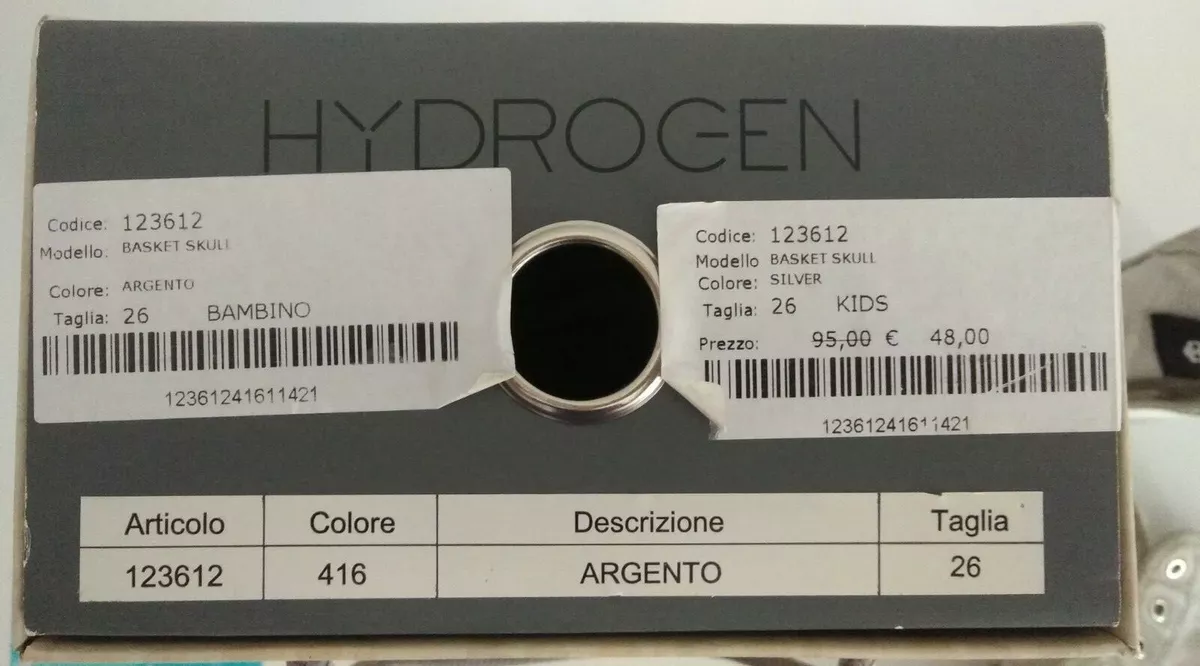 HYDROGEN
Codice: 123612
Modello: BASKET SKULL
Colore: ARGENTO
Taglia: 26 BAMBINO
12361241611421
Codice: 123612
Modello BASKET SKULL
Colore: SILVER
Taglia: 26 KIDS
Prezzo: 95,00 € 48,00
12361241611421
Articolo Colore Descrizione Taglia
123612 416 ARGENTO 26